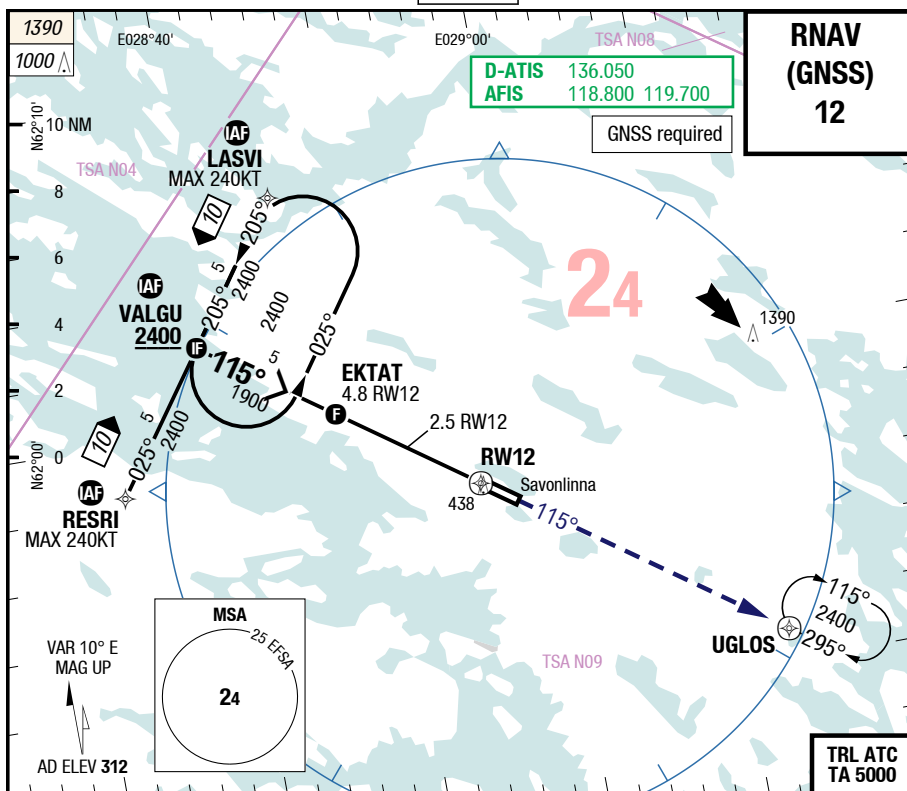 1390
1000
E028°40'
E029°00'
TSA N08
RNAV
(GNSS)
12
D-ATIS 136.050
AFIS 118.800 119.700
GNSS required
N62°10'
10 NM
8
6
4
2
0
N62°00'
TSA N04
IAF
LASVI
MAX 240KT
10
205°
2400
5
205°
2400
025°
24
1390
IAF
VALGU
2400
IF
115°
1900
5
EKTAT
4.8 RW12
F
2.5 RW12
RW12
Savonlinna
438
115°
5
025°
2400
10
IAF
RESRI
MAX 240KT
115°
2400
295°
UGLOS
TSA N09
MSA
25 EFSA
24
VAR 10° E
MAG UP
AD ELEV 312
TRL ATC
TA 5000